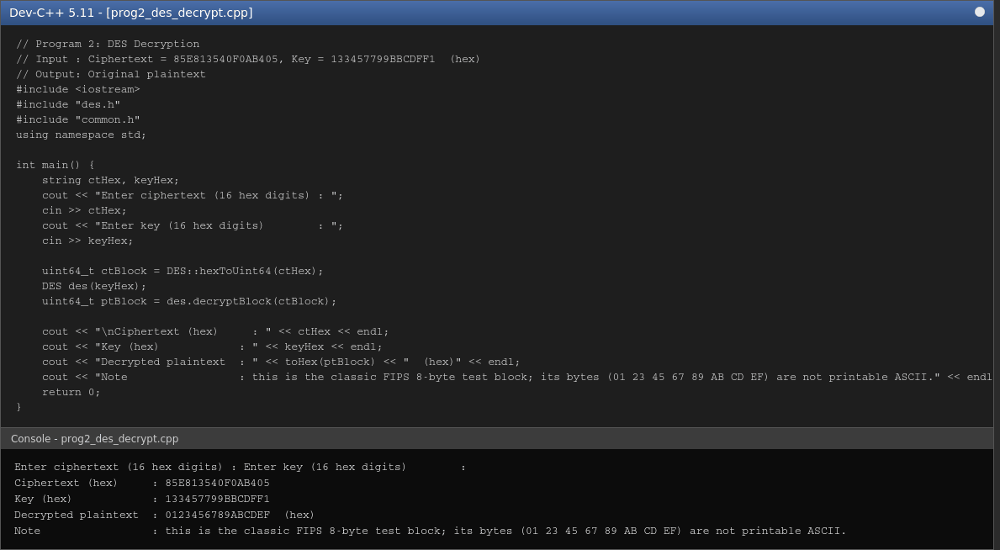 Dev-C++ 5.11 - [prog2_des_decrypt.cpp]
// Program 2: DES Decryption
// Input : Ciphertext = 85E813540F0AB405, Key = 133457799BBCDFF1  (hex)
// Output: Original plaintext
#include <iostream>
#include "des.h"
#include "common.h"
using namespace std;

int main() {
    string ctHex, keyHex;
    cout << "Enter ciphertext (16 hex digits) : ";
    cin >> ctHex;
    cout << "Enter key (16 hex digits)        : ";
    cin >> keyHex;

    uint64_t ctBlock = DES::hexToUint64(ctHex);
    DES des(keyHex);
    uint64_t ptBlock = des.decryptBlock(ctBlock);

    cout << "\nCiphertext (hex)     : " << ctHex << endl;
    cout << "Key (hex)            : " << keyHex << endl;
    cout << "Decrypted plaintext  : " << toHex(ptBlock) << "  (hex)" << endl;
    cout << "Note                 : this is the classic FIPS 8-byte test block; its bytes (01 23 45 67 89 AB CD EF) are not printable ASCII." << endl
    return 0;
}
Console - prog2_des_decrypt.cpp
Enter ciphertext (16 hex digits) : Enter key (16 hex digits)        :
Ciphertext (hex)     : 85E813540F0AB405
Key (hex)            : 133457799BBCDFF1
Decrypted plaintext  : 0123456789ABCDEF  (hex)
Note                 : this is the classic FIPS 8-byte test block; its bytes (01 23 45 67 89 AB CD EF) are not printable ASCII.